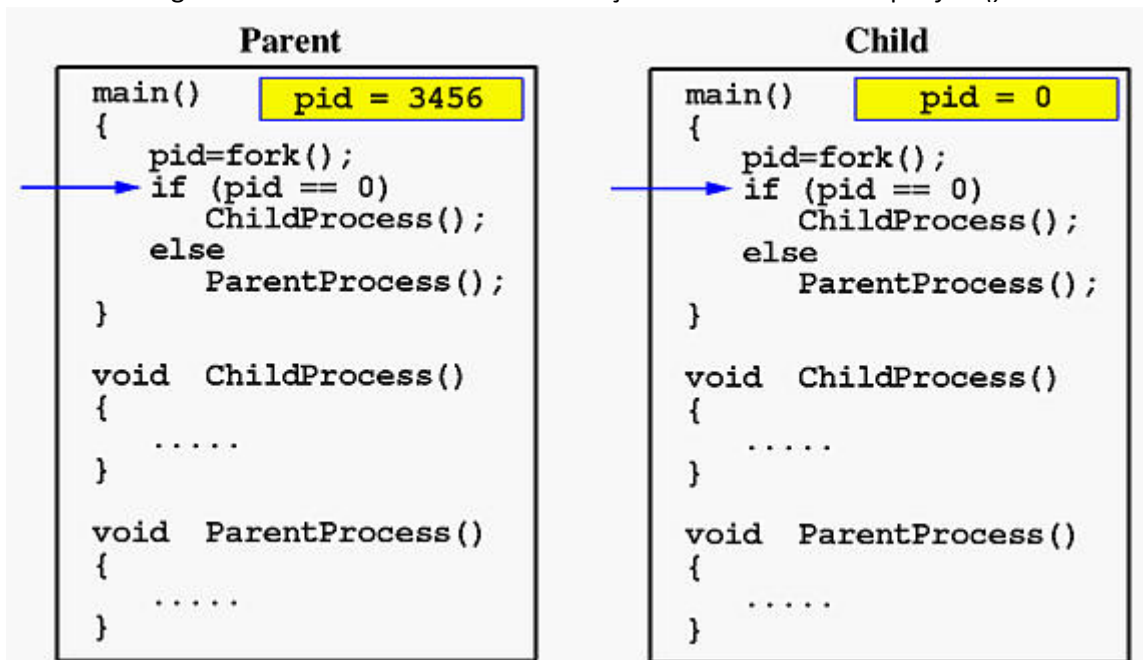 Parent
main() pid = 3456
{
pid=fork();
if (pid == 0)
ChildProcess();
else
ParentProcess();
}
void ChildProcess()
{
.....
}
void ParentProcess()
{
.....
}
Child
main() pid = 0
{
pid=fork();
if (pid == 0)
ChildProcess();
else
ParentProcess();
}
void ChildProcess()
{
.....
}
void ParentProcess()
{
.....
}